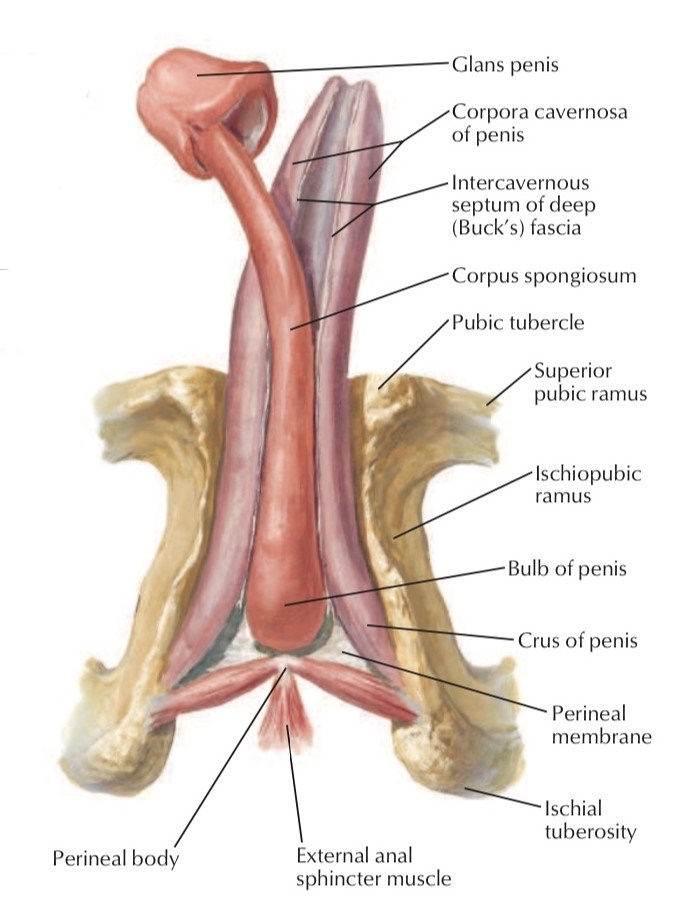 Glans penis
Corpora cavernosa
of penis
Intercavernous
septum of deep
(Buck’s) fascia
Corpus spongiosum
Pubic tubercle
Superior
pubic ramus
Ischiopubic
ramus
Bulb of penis
Crus of penis
Perineal
membrane
Ischial
tuberosity
Perineal body
External anal
sphincter muscle